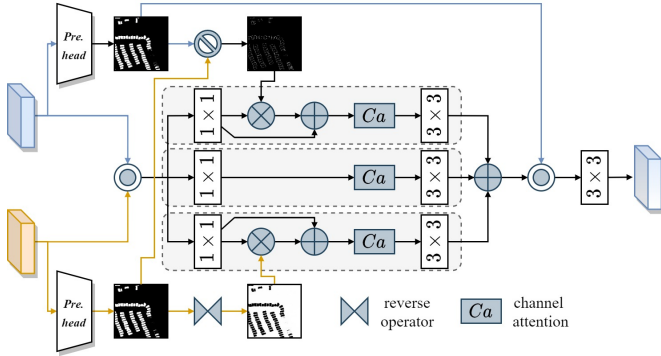 Pre.
head
1 × 1
Ca
3 × 3
1 × 1
Ca
3 × 3
3 × 3
1 × 1
Ca
3 × 3
Pre.
head
reverse
operator
Ca
channel
attention